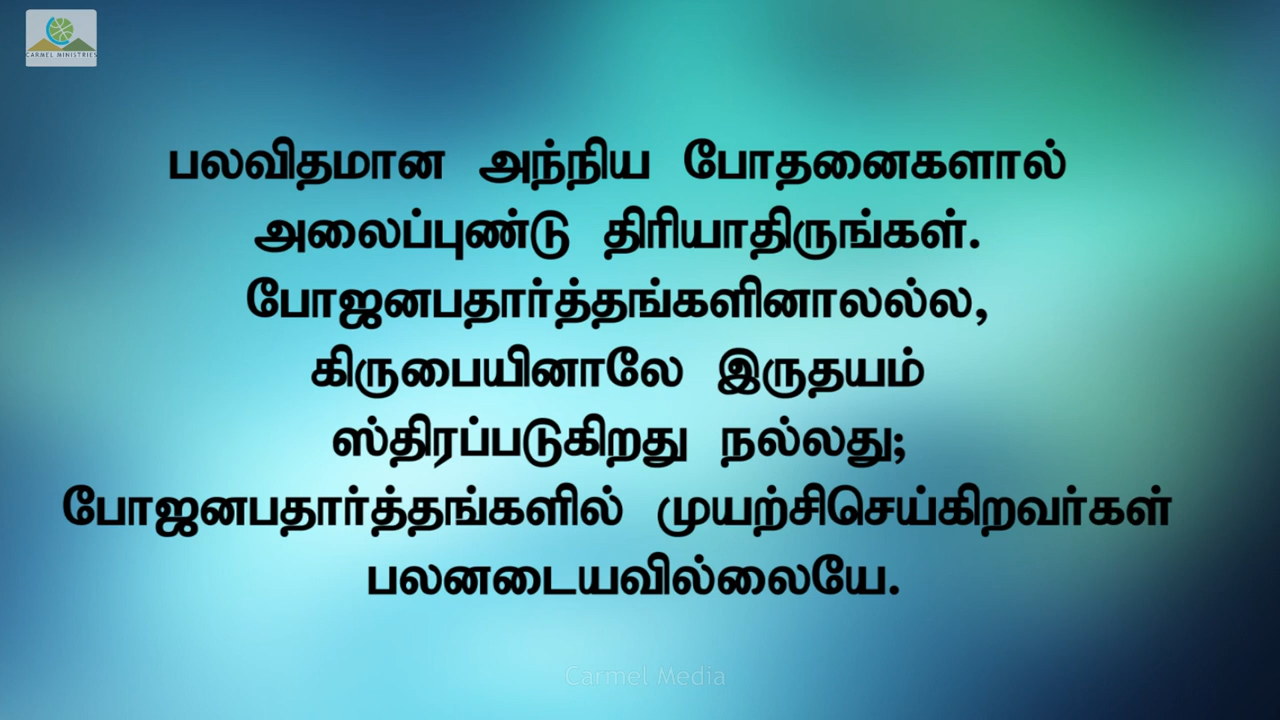 CARMEL MINISTRIES
பலவிதமான அந்நிய போதனைகளால்
அலைப்புண்டு திரியாதிருங்கள்.
போஜனபதார்த்தங்களினாலல்ல,
கிருபையினாலே இருதயம்
ஸ்திரப்படுகிறது நல்லது;
போஜனபதார்த்தங்களில் முயற்சிசெய்கிறவர்கள்
பலனடையவில்லையே.
Carmel Media